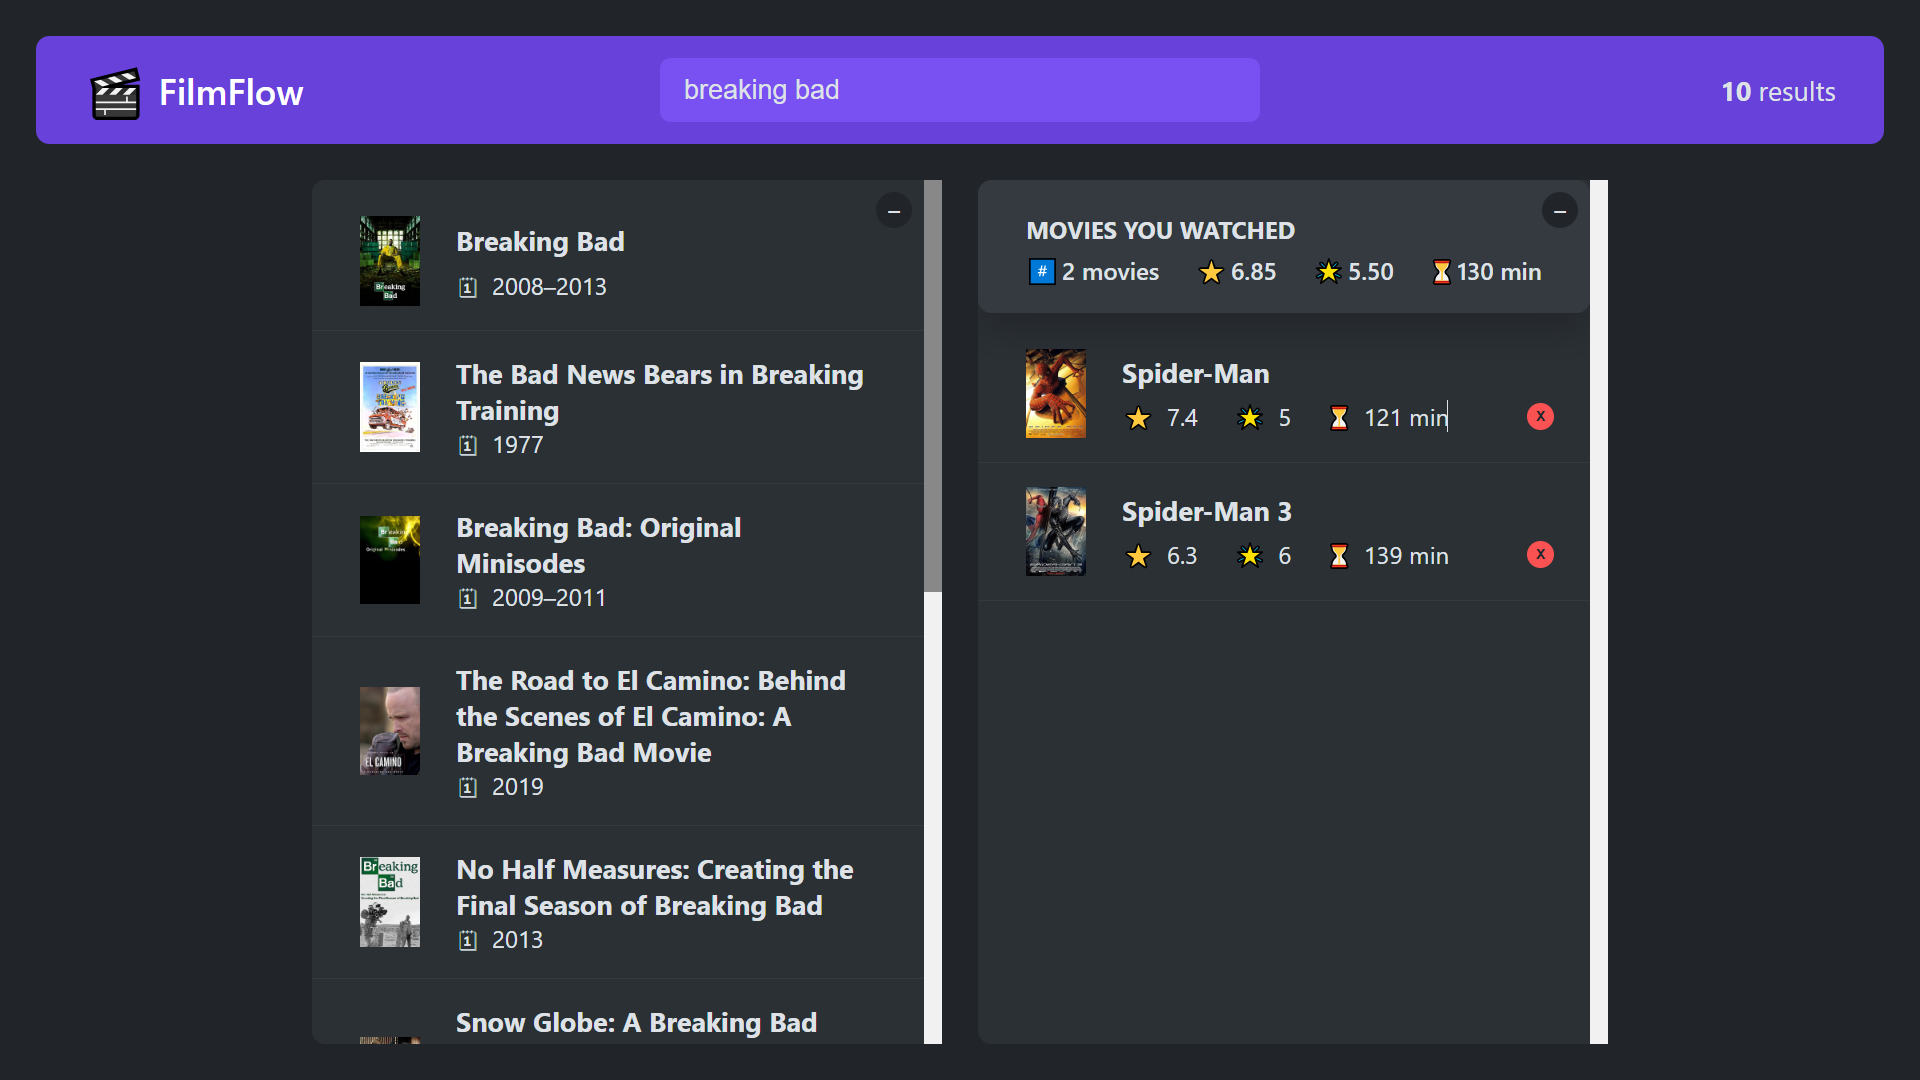 FilmFlow
breaking bad
10 results
Breaking Bad
2008–2013
The Bad News Bears in Breaking
Training
1977
Breaking Bad: Original
Minisodes
2009–2011
The Road to El Camino: Behind
the Scenes of El Camino: A
Breaking Bad Movie
2019
EL CAMINO
No Half Measures: Creating the
Final Season of Breaking Bad
2013
Breaking
Bad
Snow Globe: A Breaking Bad
MOVIES YOU WATCHED
# 2 movies 6.85 5.50 130 min
Spider-Man
7.4 5 121 min X
Spider-Man 3
6.3 6 139 min X